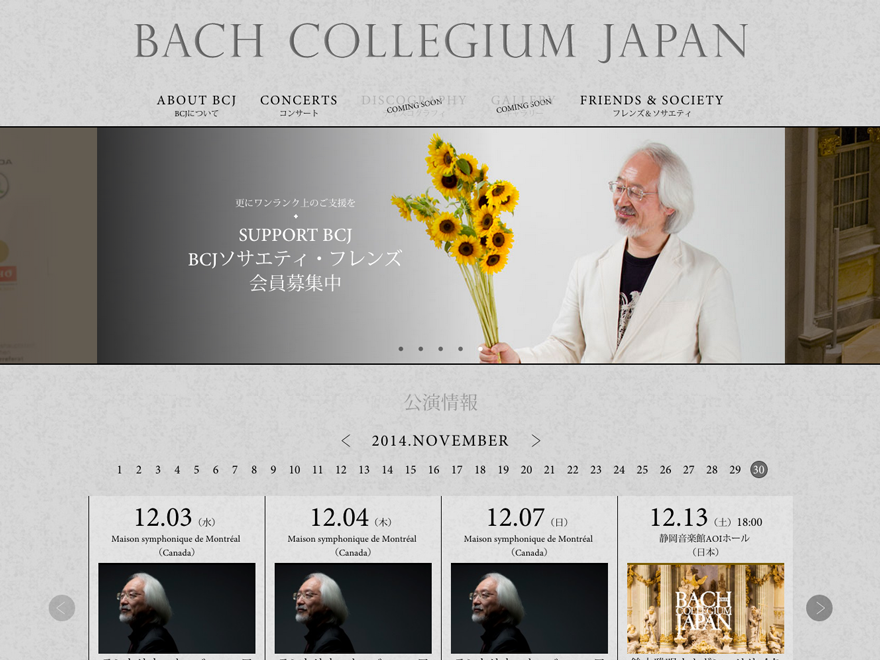 BACH COLLEGIUM JAPAN
ABOUT BCJ CONCERTS DISCOGRAPHY GALLERY FRIENDS & SOCIETY
COMING SOON COMING SOON
BCJについて コンサート フレンズ&ソサエティ
更にワンランク上のご支援を
SUPPORT BCJ
BCJソサエティ・フレンズ
会員募集中
公演情報
< 2014.NOVEMBER >
1 2 3 4 5 6 7 8 9 10 11 12 13 14 15 16 17 18 19 20 21 22 23 24 25 26 27 28 29 30
12.03 (水)
Maison symphonique de Montréal
(Canada)
12.04 (木)
Maison symphonique de Montréal
(Canada)
12.07 (日)
Maison symphonique de Montréal
(Canada)
12.13 (土) 18:00
静岡音楽館AOIホール
(日本)
BACH
COLLEGIUM
JAPAN